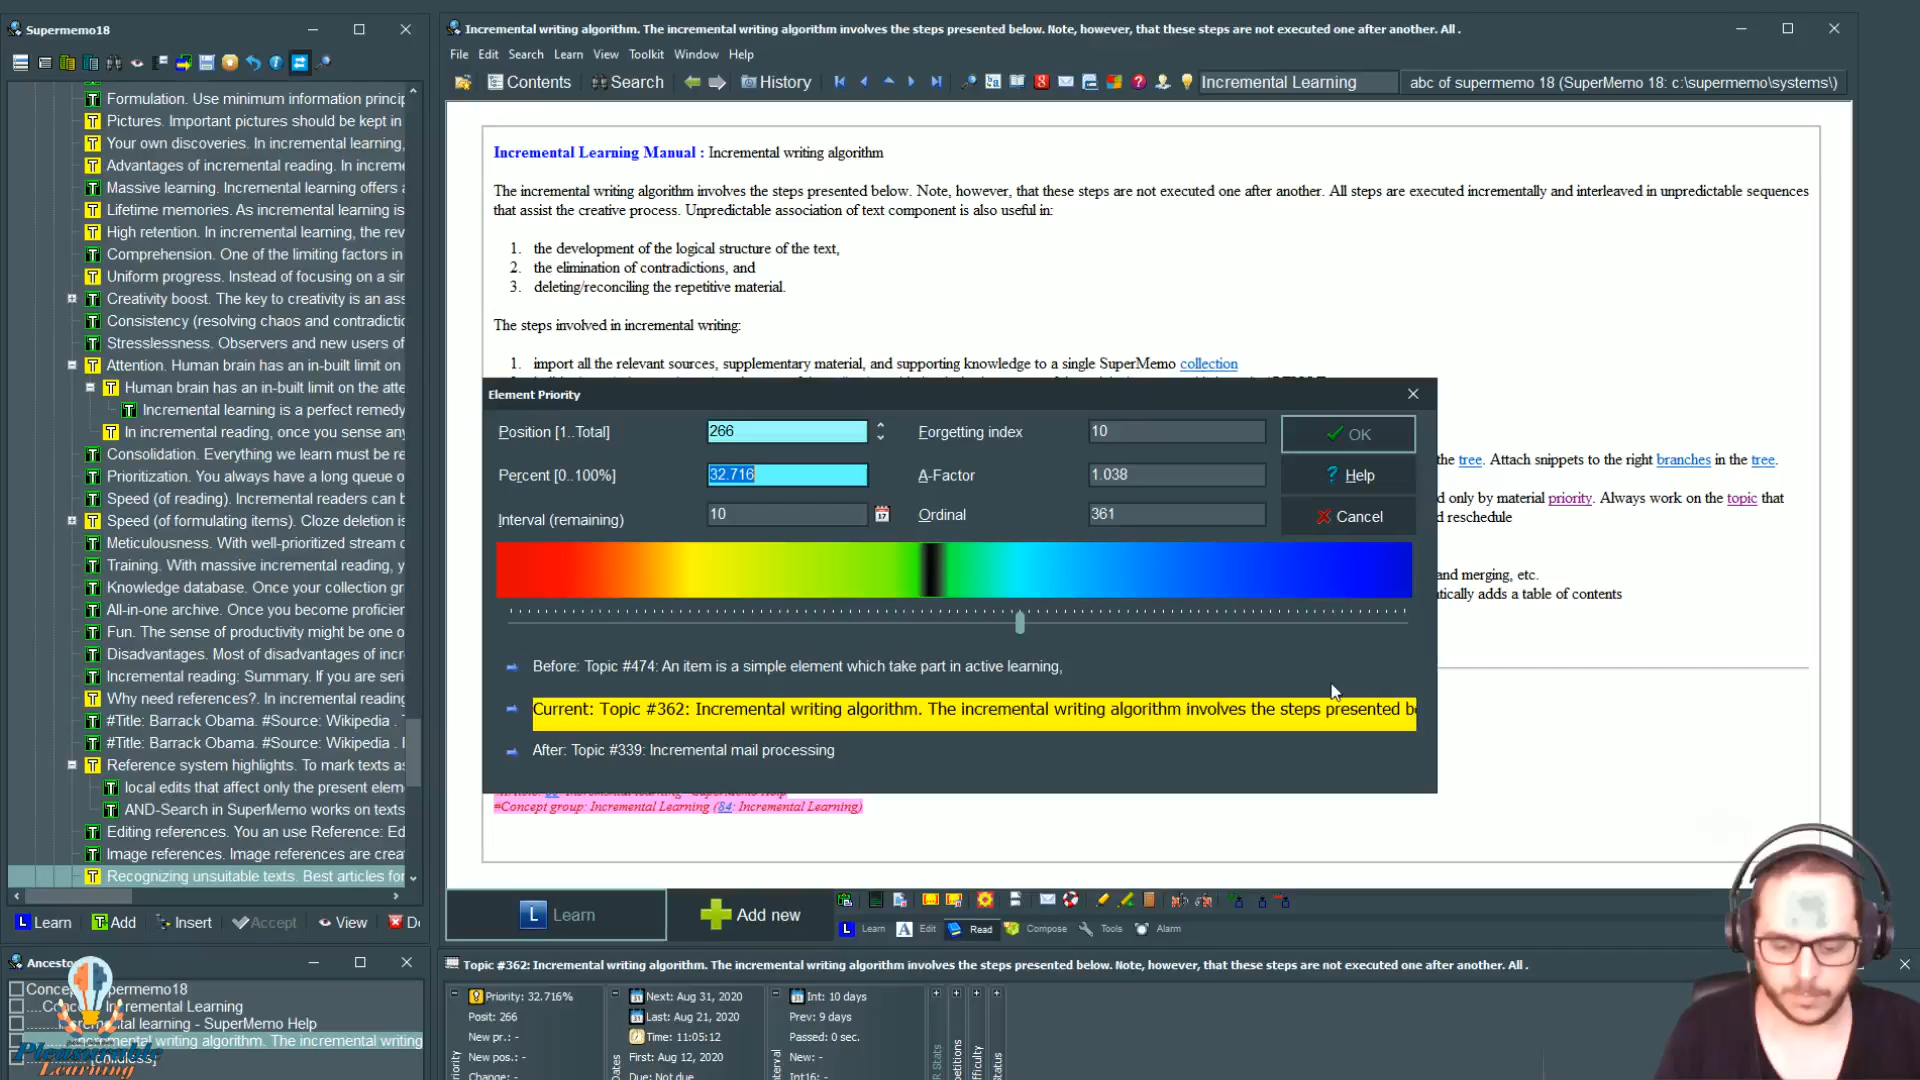 Supermemo18
Formulation. Use minimum information princip
Pictures. Important pictures should be kept in
Your own discoveries. In incremental learning,
Advantages of incremental reading. In increme
Massive learning. Incremental learning offers a
Lifetime memories. As incremental learning is
High retention. In incremental learning, the rev
Comprehension. One of the limiting factors in
Uniform progress. Instead of focusing on a sin
Creativity boost. The key to creativity is an ass
Consistency (resolving chaos and contradictic
Stresslessness. Observers and new users of
Attention. Human brain has an in-built limit on
Human brain has an in-built limit on the atte
Incremental learning is a perfect remedy
In incremental reading, once you sense any
Consolidation. Everything we learn must be re
Prioritization. You always have a long queue o
Speed (of reading). Incremental readers can b
Speed (of formulating items). Cloze deletion is
Meticulousness. With well-prioritized stream o
Training. With massive incremental reading, y
Knowledge database. Once your collection gr
All-in-one archive. Once you become proficien
Fun. The sense of productivity might be one o
Disadvantages. Most of disadvantages of incr
Incremental reading: Summary. If you are seri
Why need references?. In incremental reading
#Title: Barrack Obama. #Source: Wikipedia .
#Title: Barrack Obama. #Source: Wikipedia .
Reference system highlights. To mark texts as
local edits that affect only the present elem
AND-Search in SuperMemo works on texts
Editing references. You an use Reference: Ed
Image references. Image references are crea
Recognizing unsuitable texts. Best articles for
Learn Add Insert Accept View
Incremental writing algorithm. The incremental writing algorithm involves the steps presented below. Note, however, that these steps are not executed one after another. All .
File Edit Search Learn View Toolkit Window Help
Contents Search History Incremental Learning abc of supermemo 18 (SuperMemo 18: c:\supermemo\systems\)
Incremental Learning Manual : Incremental writing algorithm
The incremental writing algorithm involves the steps presented below. Note, however, that these steps are not executed one after another. All steps are executed incrementally and interleaved in unpredictable sequences
that assist the creative process. Unpredictable association of text component is also useful in:
1. the development of the logical structure of the text,
2. the elimination of contradictions, and
3. deleting/reconciling the repetitive material.
The steps involved in incremental writing:
1. import all the relevant sources, supplementary material, and supporting knowledge to a single SuperMemo collection
Element Priority
Position [1..Total] 266 Forgetting index 10 OK
Percent [0..100%] 32.716 A-Factor 1.038 Help
Interval (remaining) 10 Ordinal 361 Cancel
the tree. Attach snippets to the right branches in the tree.
d only by material priority. Always work on the topic that
d reschedule
and merging, etc.
tically adds a table of contents
Before: Topic #474: An item is a simple element which take part in active learning,
Current: Topic #362: Incremental writing algorithm. The incremental writing algorithm involves the steps presented b
After: Topic #339: Incremental mail processing
#Concept group: Incremental Learning (84: Incremental Learning)
Learn Add new
Learn Edit Read Compose Tools Alarm
Supermemo18
Incremental Learning
learning - SuperMemo Help
incremental writing algorithm. The incremental writing
[childless]
Pleasurable
Learning
Topic #362: Incremental writing algorithm. The incremental writing algorithm involves the steps presented below. Note, however, that these steps are not executed one after another. All .
Priority: 32.716% Next: Aug 31, 2020 Int: 10 days
Posit: 266 Last: Aug 21, 2020 Prev: 9 days
New pr.: - Time: 11:05:12 Passed: 0 sec.
New pos.: - First: Aug 12, 2020 New: -
Change: - Due: Not due Int16: -
Dates
Status